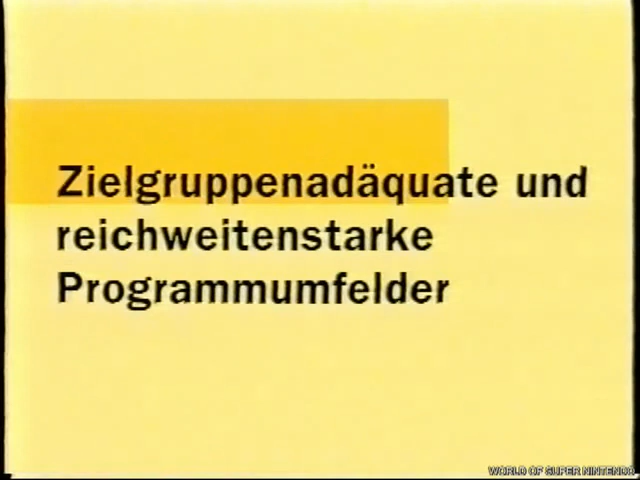 Zielgruppenadäquate und
reichweitenstarke
Programmumfelder
WORLD OF SUPER NINTENDO